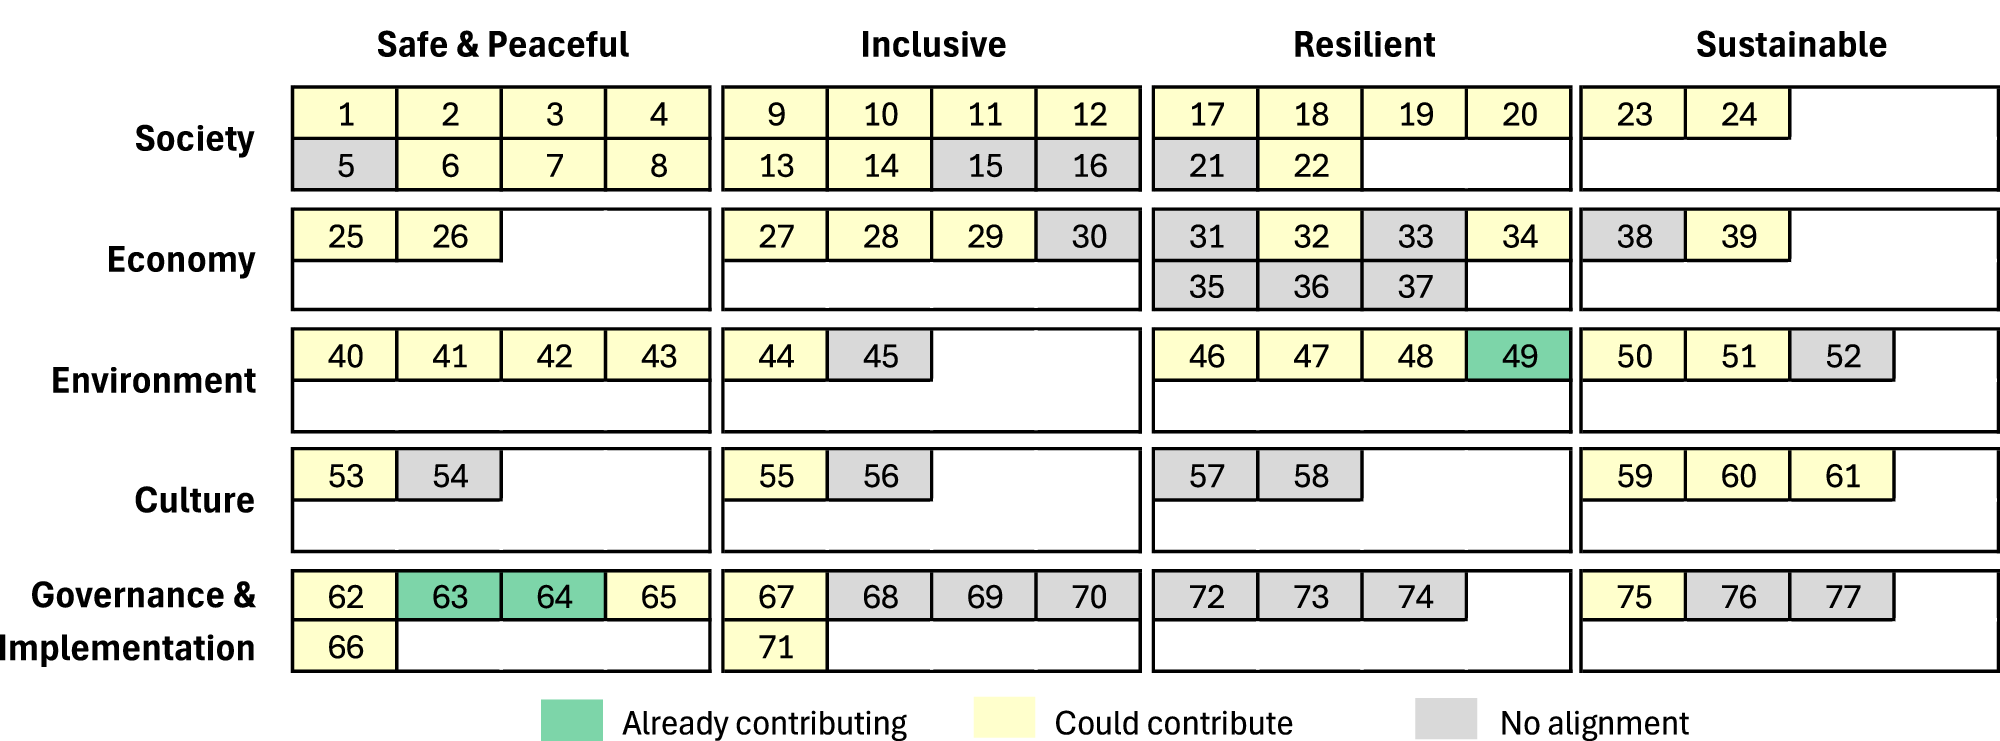 Safe & Peaceful Inclusive Resilient Sustainable
Society
1 2 3 4 9 10 11 12 17 18 19 20 23 24
5 6 7 8 13 14 15 16 21 22
Economy
25 26 27 28 29 30 31 32 33 34 38 39
35 36 37
Environment
40 41 42 43 44 45 46 47 48 49 50 51 52
Culture
53 54 55 56 57 58 59 60 61
Governance &
Implementation
62 63 64 65 67 68 69 70 72 73 74 75 76 77
66 71
Already contributing Could contribute No alignment